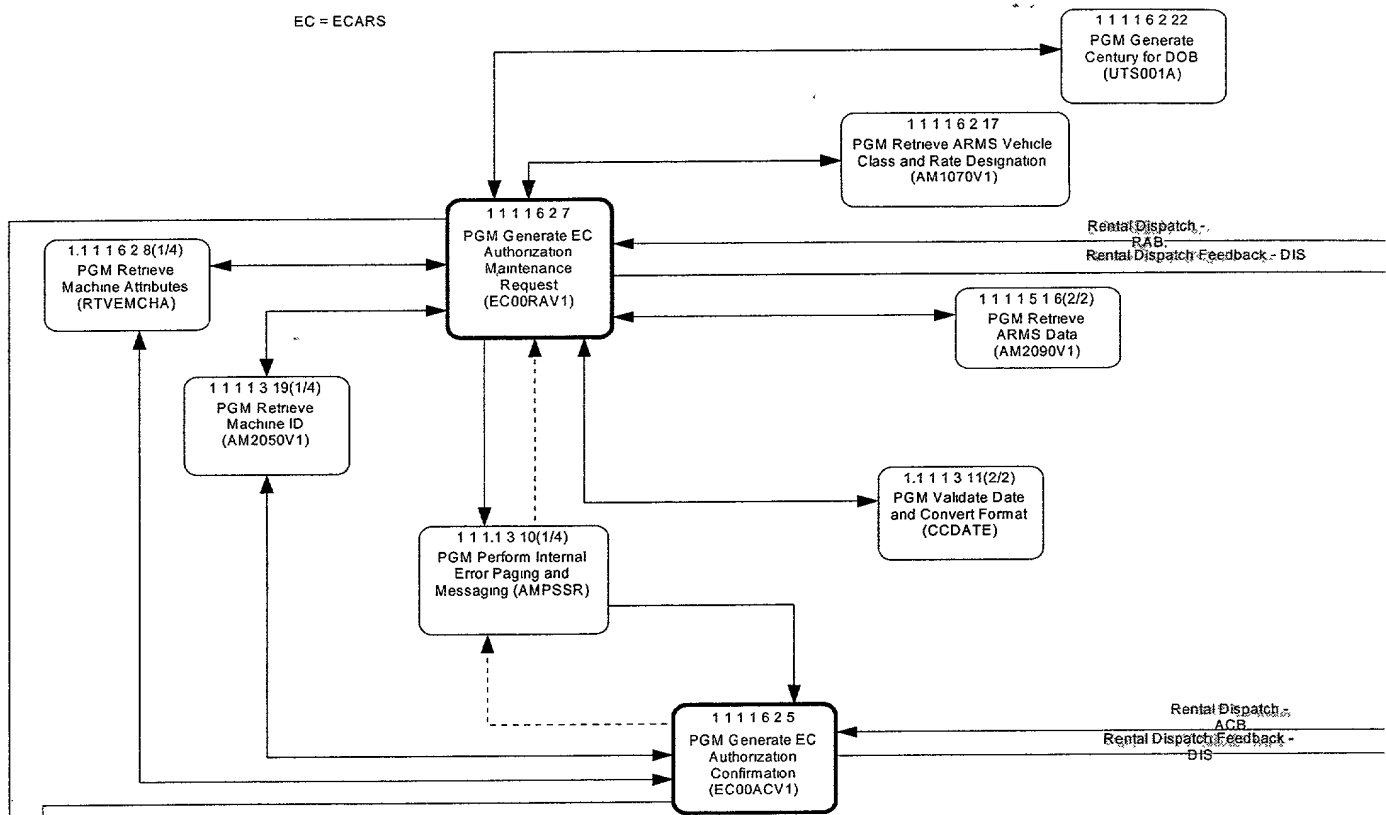 EC = ECARS
1 1 1 1 6 2 22
PGM Generate
Century for DOB
(UTS001A)
1 1 1 1 6 2 17
PGM Retrieve ARMS Vehicle
Class and Rate Designation
(AM1070V1)
1 1 1 1 6 2 7
PGM Generate EC
Authorization
Maintenance
Request
(EC00RAV1)
Rental Dispatch -
RAB
Rental Dispatch Feedback - DIS
1.1 1 1 6 2 8(1/4)
PGM Retrieve
Machine Attributes
(RTVEMCHA)
1 1 1 1 5 1 6(2/2)
PGM Retrieve
ARMS Data
(AM2090V1)
1 1 1 1 3 19(1/4)
PGM Retrieve
Machine ID
(AM2050V1)
1.1 1 1 3 11(2/2)
PGM Validate Date
and Convert Format
(CCDATE)
1 1 1.1 3 10(1/4)
PGM Perform Internal
Error Paging and
Messaging (AMPSSR)
1 1 1 1 6 2 5
PGM Generate EC
Authorization
Confirmation
(EC00ACV1)
Rental Dispatch -
ACB
Rental Dispatch Feedback -
DIS